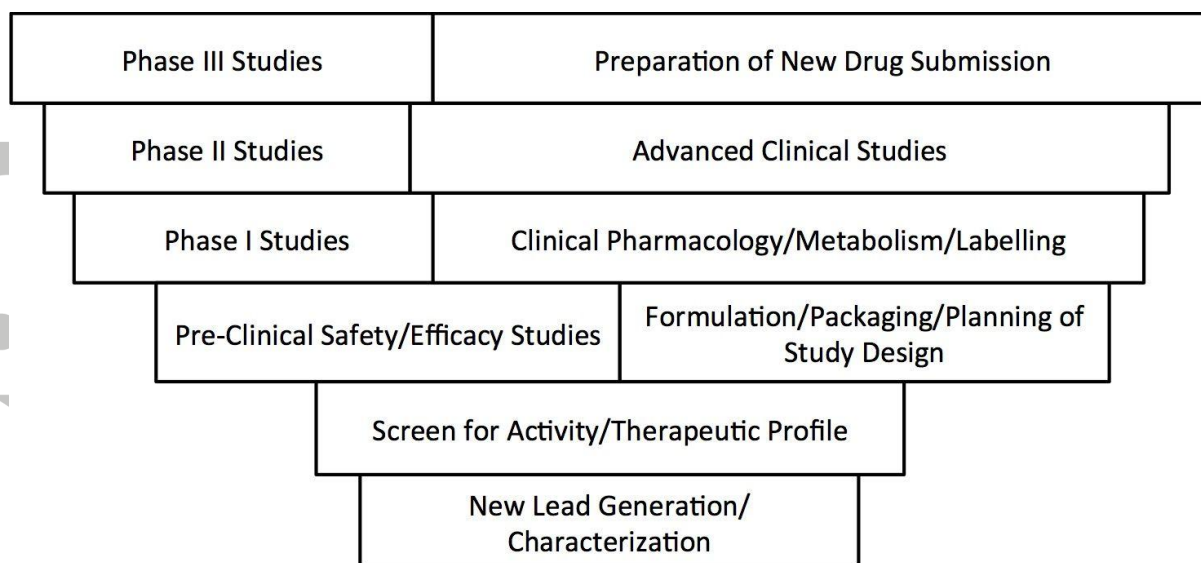 Phase III Studies
Preparation of New Drug Submission
Phase II Studies
Advanced Clinical Studies
Phase I Studies
Clinical Pharmacology/Metabolism/Labelling
Pre-Clinical Safety/Efficacy Studies
Formulation/Packaging/Planning of
Study Design
Screen for Activity/Therapeutic Profile
New Lead Generation/
Characterization